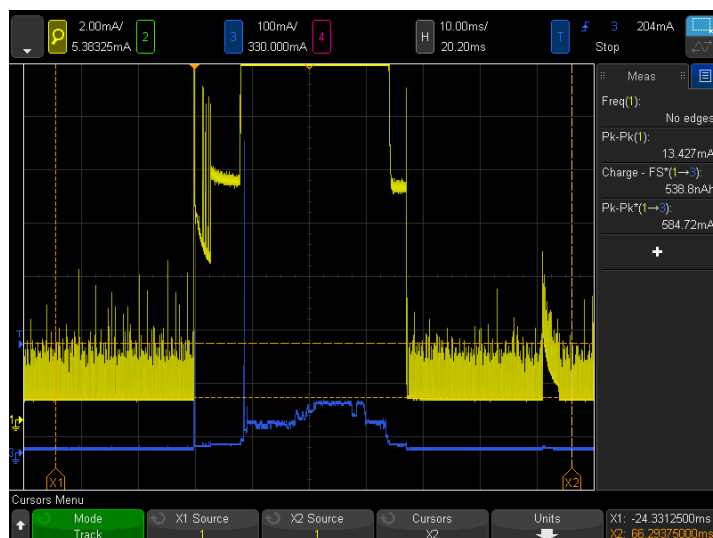 2.00mA/
5.38325mA
2
3
100mA/
330.000mA
4
H
10.00ms/
20.20ms
T
3
204mA
Stop
Meas
Freq(1):
No edges
Pk-Pk(1):
13.427mA
Charge - FS*(1→3):
538.8nAh
Pk-Pk*(1→3):
584.72mA
+
T
1
3
X1
X2
Cursors Menu
Mode
Track
X1 Source
1
X2 Source
1
Cursors
X2
Units
X1: -24.3312500ms
X2: 66.29375000ms